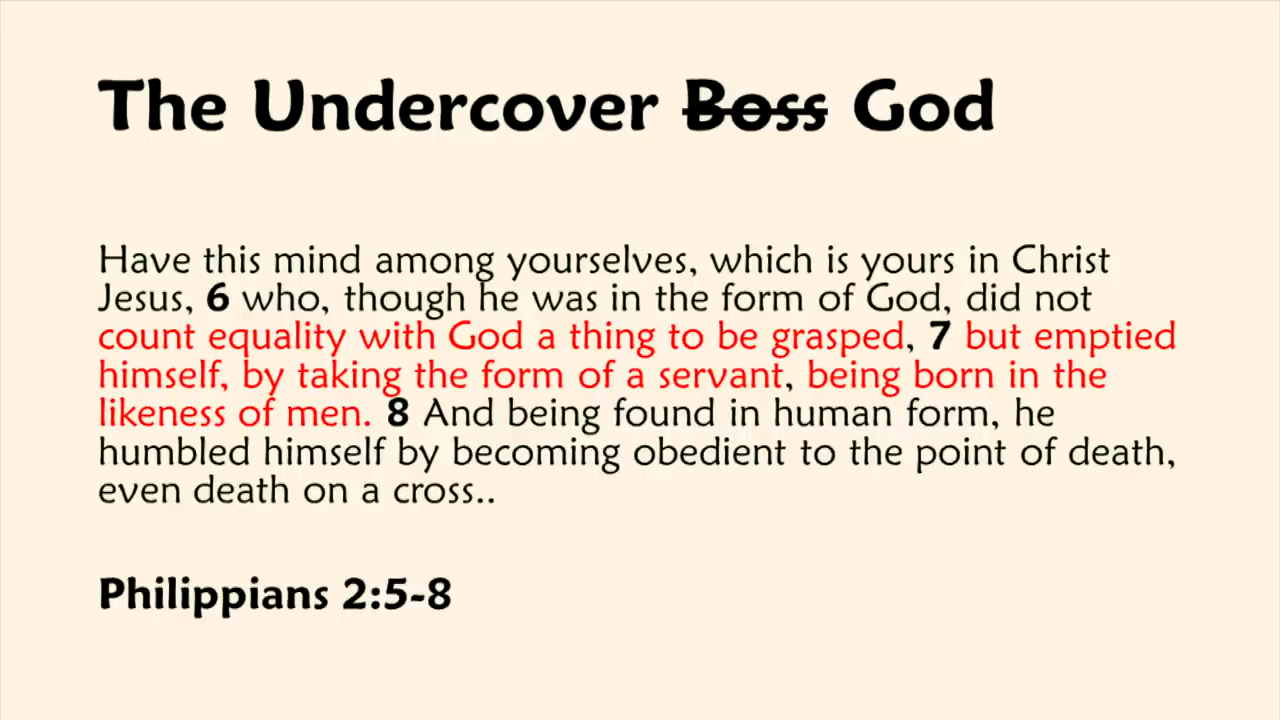 The Undercover Boss God
Have this mind among yourselves, which is yours in Christ
Jesus, 6 who, though he was in the form of God, did not
count equality with God a thing to be grasped, 7 but emptied
himself, by taking the form of a servant, being born in the
likeness of men. 8 And being found in human form, he
humbled himself by becoming obedient to the point of death,
even death on a cross..
Philippians 2:5-8